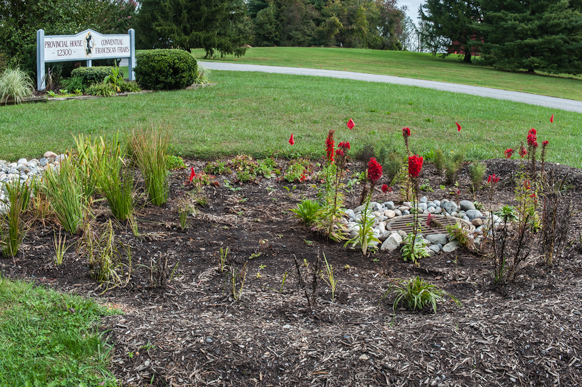 PROVINCIAL HOUSE CONVENTUAL
12300 FRANCISCAN FRIARS